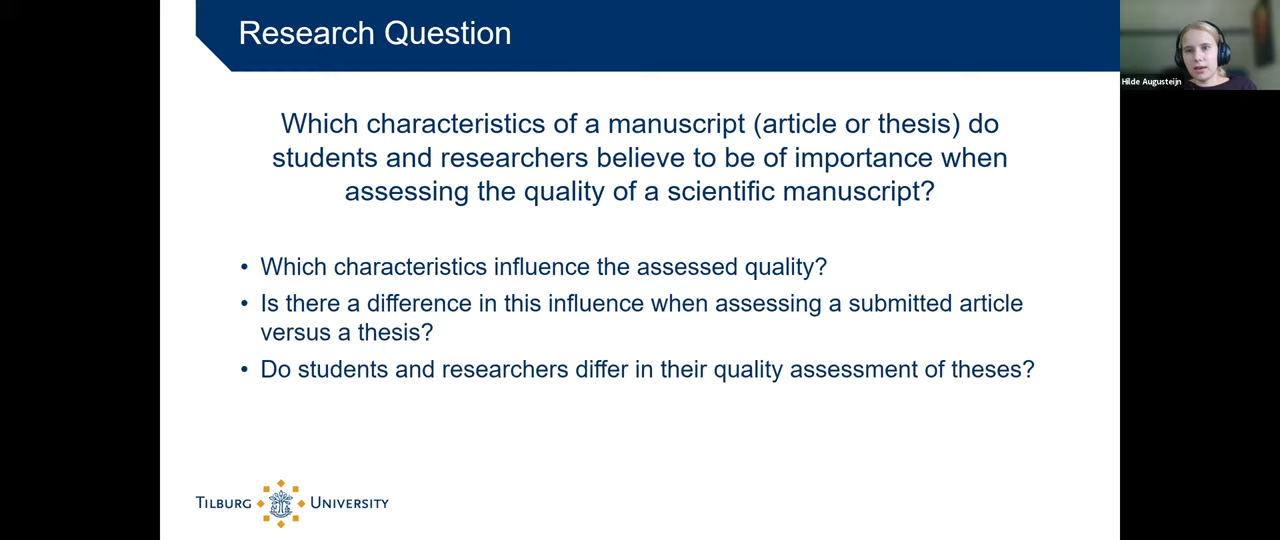 Research Question
Hilde Augusteijn
Which characteristics of a manuscript (article or thesis) do
students and researchers believe to be of importance when
assessing the quality of a scientific manuscript?
• Which characteristics influence the assessed quality?
• Is there a difference in this influence when assessing a submitted article
versus a thesis?
• Do students and researchers differ in their quality assessment of theses?
TILBURG UNIVERSITY